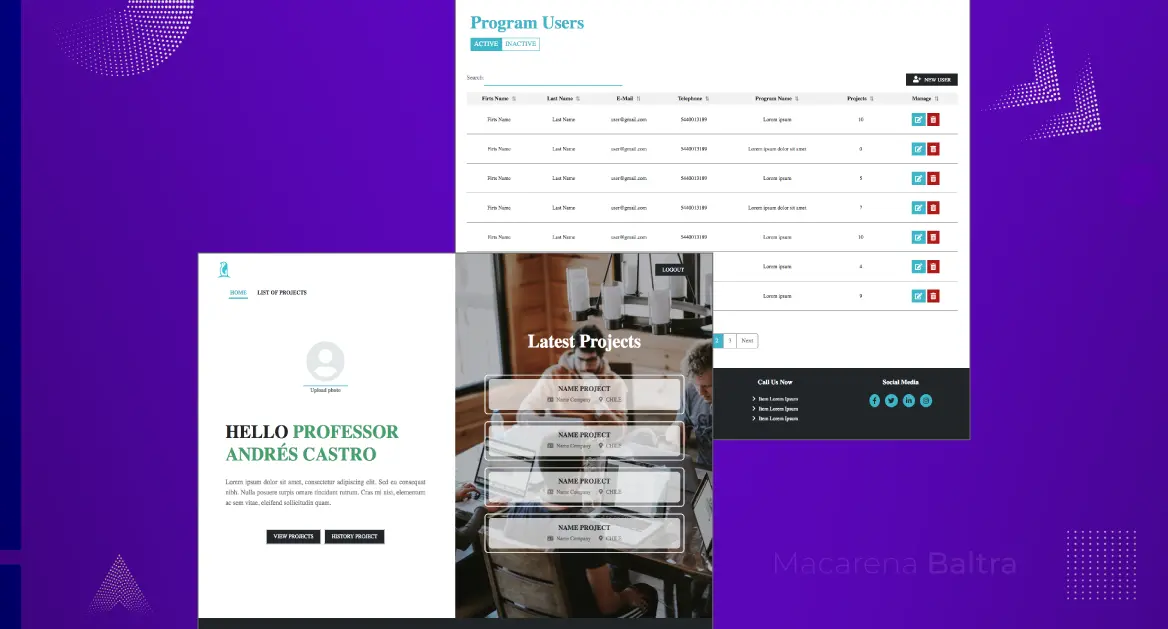 Program Users
ACTIVE INACTIVE
Search:
NEW USER
Firts Name Last Name E-Mail Telephone Program Name Projects Manage
Firts Name Last Name user@gmail.com 5440013189 Lorem ipsum 10
Firts Name Last Name user@gmail.com 5440013189 Lorem ipsum dolor sit amet 0
Firts Name Last Name user@gmail.com 5440013189 Lorem ipsum 5
Firts Name Last Name user@gmail.com 5440013189 Lorem ipsum dolor sit amet 7
Firts Name Last Name user@gmail.com 5440013189 Lorem ipsum 10
Lorem ipsum 4
Lorem ipsum 9
2 3 Next
Call Us Now
Item Lorem Ipsum
Item Lorem Ipsum
Item Lorem Ipsum
Social Media
HOME LIST OF PROJECTS
Upload photo
HELLO PROFESSOR
ANDRÉS CASTRO
Lorem ipsum dolor sit amet, consectetur adipiscing elit. Sed eu consequat
nibh. Nulla posuere turpis ornare tincidunt rutrum. Cras mi nisi, elementum
ac sem vitae, eleifend sollicitudin quam.
VIEW PROJECTS HISTORY PROJECT
LOGOUT
Latest Projects
NAME PROJECT
Name Company CHILE
NAME PROJECT
Name Company CHILE
NAME PROJECT
Name Company CHILE
NAME PROJECT
Name Company CHILE
Macarena Baltra